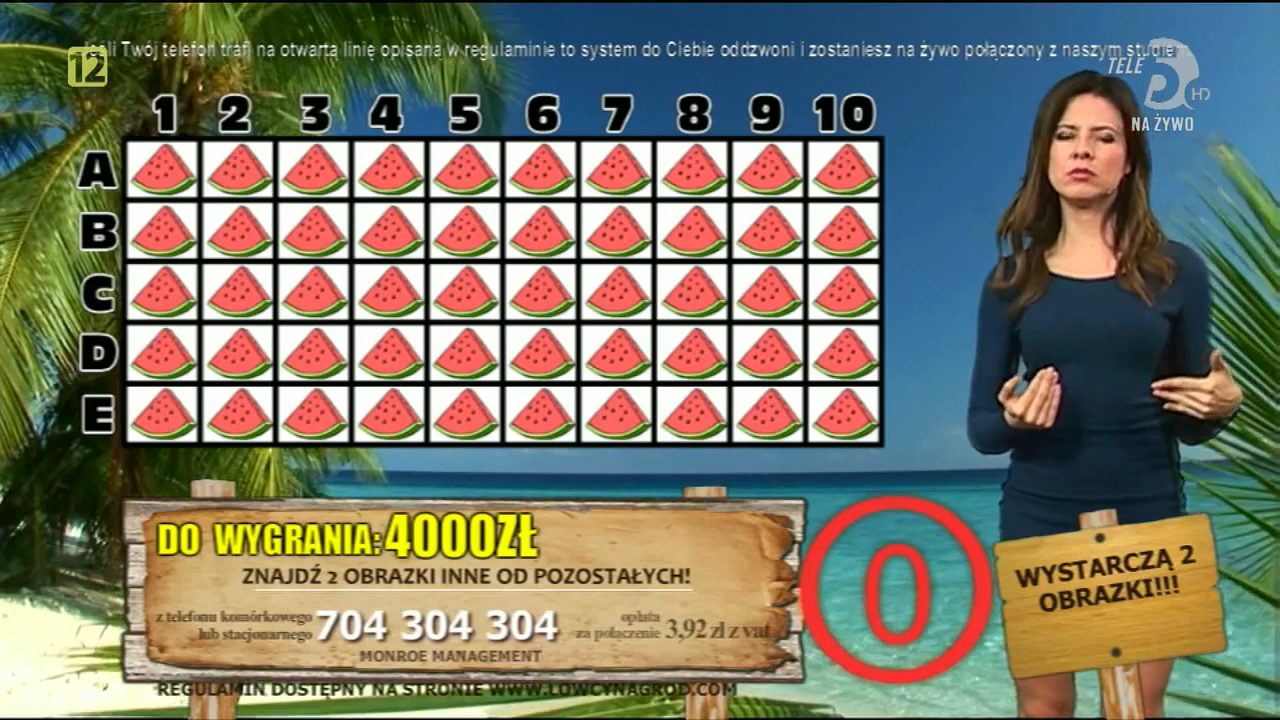 Twój telefon trafi na otwartą linię opisaną w regulaminie to system do Ciebie oddzwoni i zostaniesz na żywo połączony z naszym
12
TELE 5 HD
NA ŻYWO
1 2 3 4 5 6 7 8 9 10
A
B
C
D
E
DO WYGRANIA: 4000ZŁ
ZNAJDŹ 2 OBRAZKI INNE OD POZOSTAŁYCH!
z telefonu komórkowego
lub stacjonarnego
704 304 304
opłata
za połączenie 3,92 zł z vat
MONROE MANAGEMENT
REGULAMIN DOSTĘPNY NA STRONIE WWW.LOWCYNAGROD.COM
0
WYSTARCZĄ 2
OBRAZKI!!!